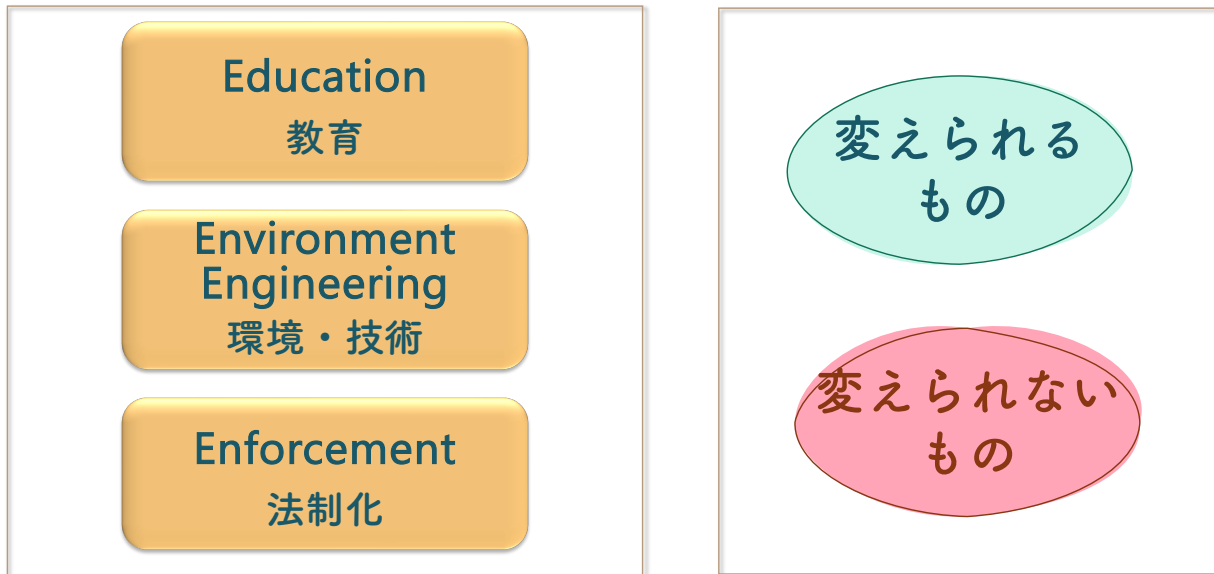 Education
教育
Environment
Engineering
環境・技術
Enforcement
法制化
変えられる
もの
変えられない
もの